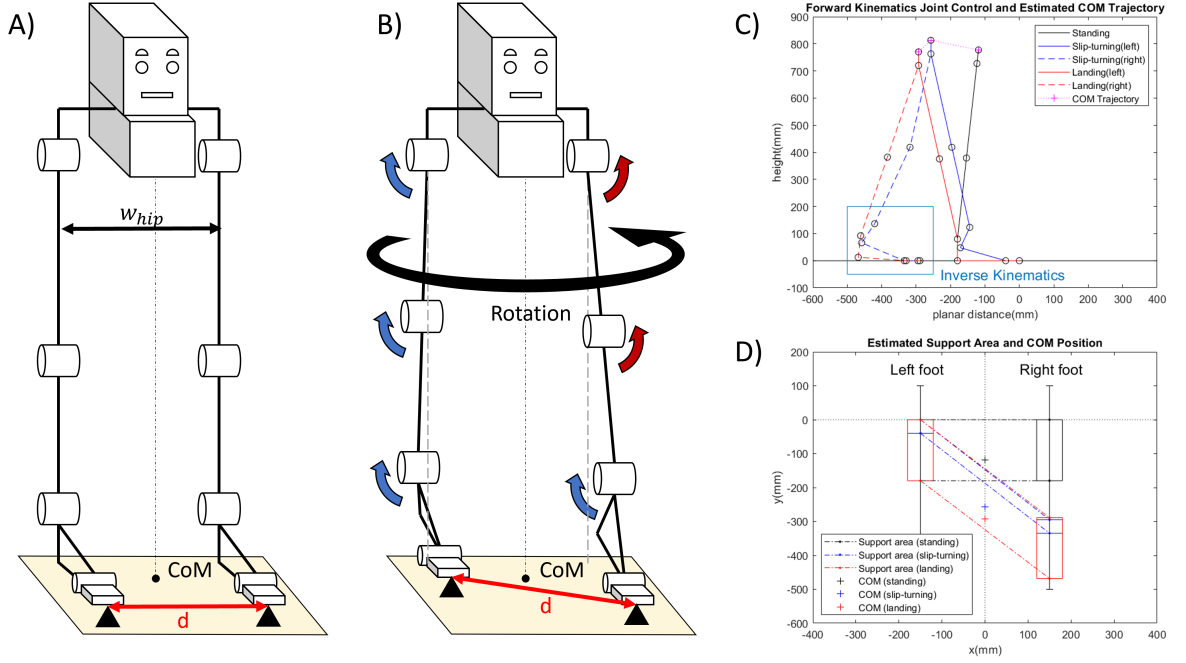 A)
w_hip
CoM
d
B)
Rotation
CoM
d
C)
Forward Kinematics Joint Control and Estimated COM Trajectory
900
800
700
600
500
400
300
200
100
0
-100
height(mm)
Standing
Slip-turning(left)
Slip-turning(right)
Landing(left)
Landing(right)
COM Trajectory
Inverse Kinematics
-600 -500 -400 -300 -200 -100 0 100 200 300 400
planar distance(mm)
D)
Estimated Support Area and COM Position
Left foot Right foot
200
100
0
-100
-200
-300
-400
-500
-600
y(mm)
Support area (standing)
Support area (slip-turning)
Support area (landing)
COM (standing)
COM (slip-turning)
COM (landing)
-400 -300 -200 -100 0 100 200 300 400
x(mm)